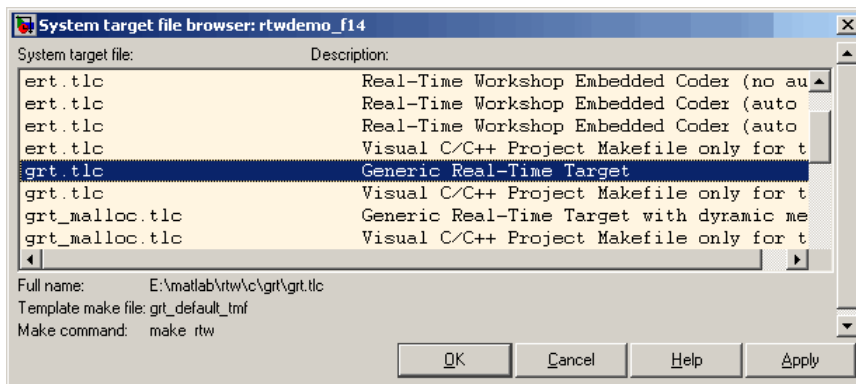 System target file browser: rtwdemo_f14
System target file: Description:
ert.tlc Real-Time Workshop Embedded Coder (no au
ert.tlc Real-Time Workshop Embedded Coder (auto
ert.tlc Real-Time Workshop Embedded Coder (auto
ert.tlc Visual C/C++ Project Makefile only for t
grt.tlc Generic Real-Time Target
grt.tlc Visual C/C++ Project Makefile only for t
grt_malloc.tlc Generic Real-Time Target with dynamic me
grt_malloc.tlc Visual C/C++ Project Makefile only for t
Full name: E:\matlab\rtw\c\grt\grt.tlc
Template make file: grt_default_tmf
Make command: make_rtw
OK Cancel Help Apply